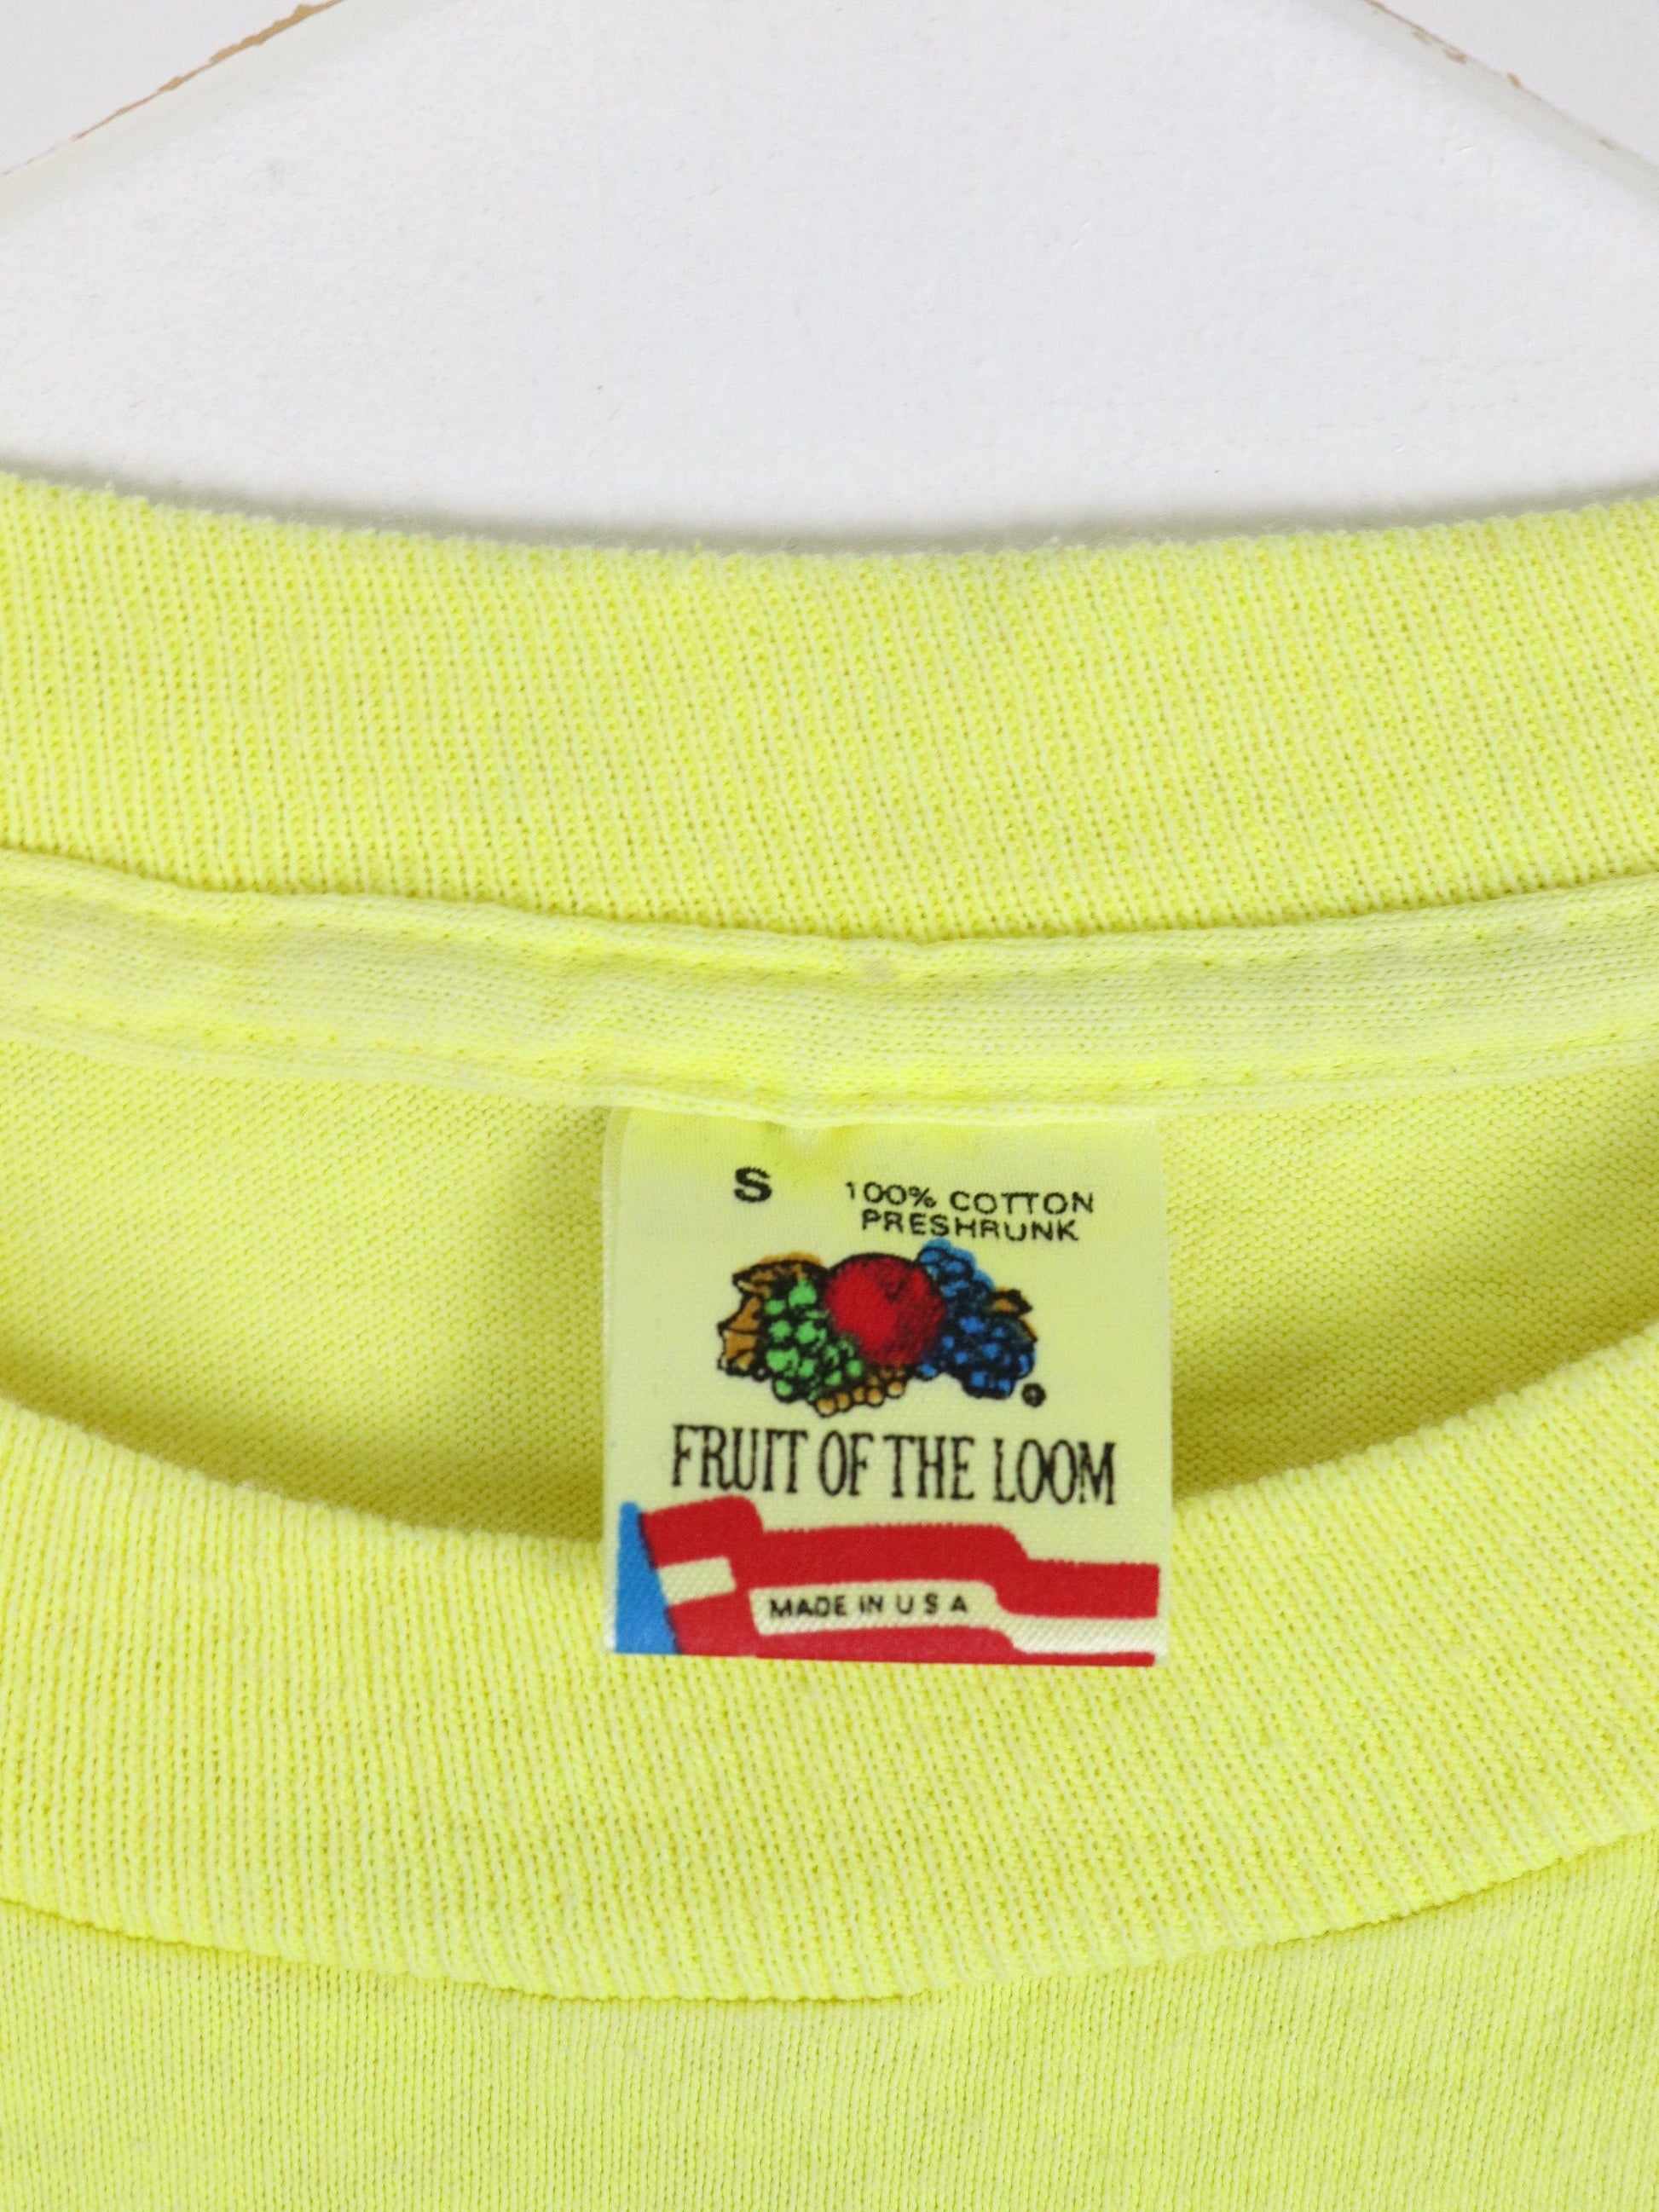 S
100% COTTON
PRESHRUNK
®
FRUIT OF THE LOOM
MADE IN U S A